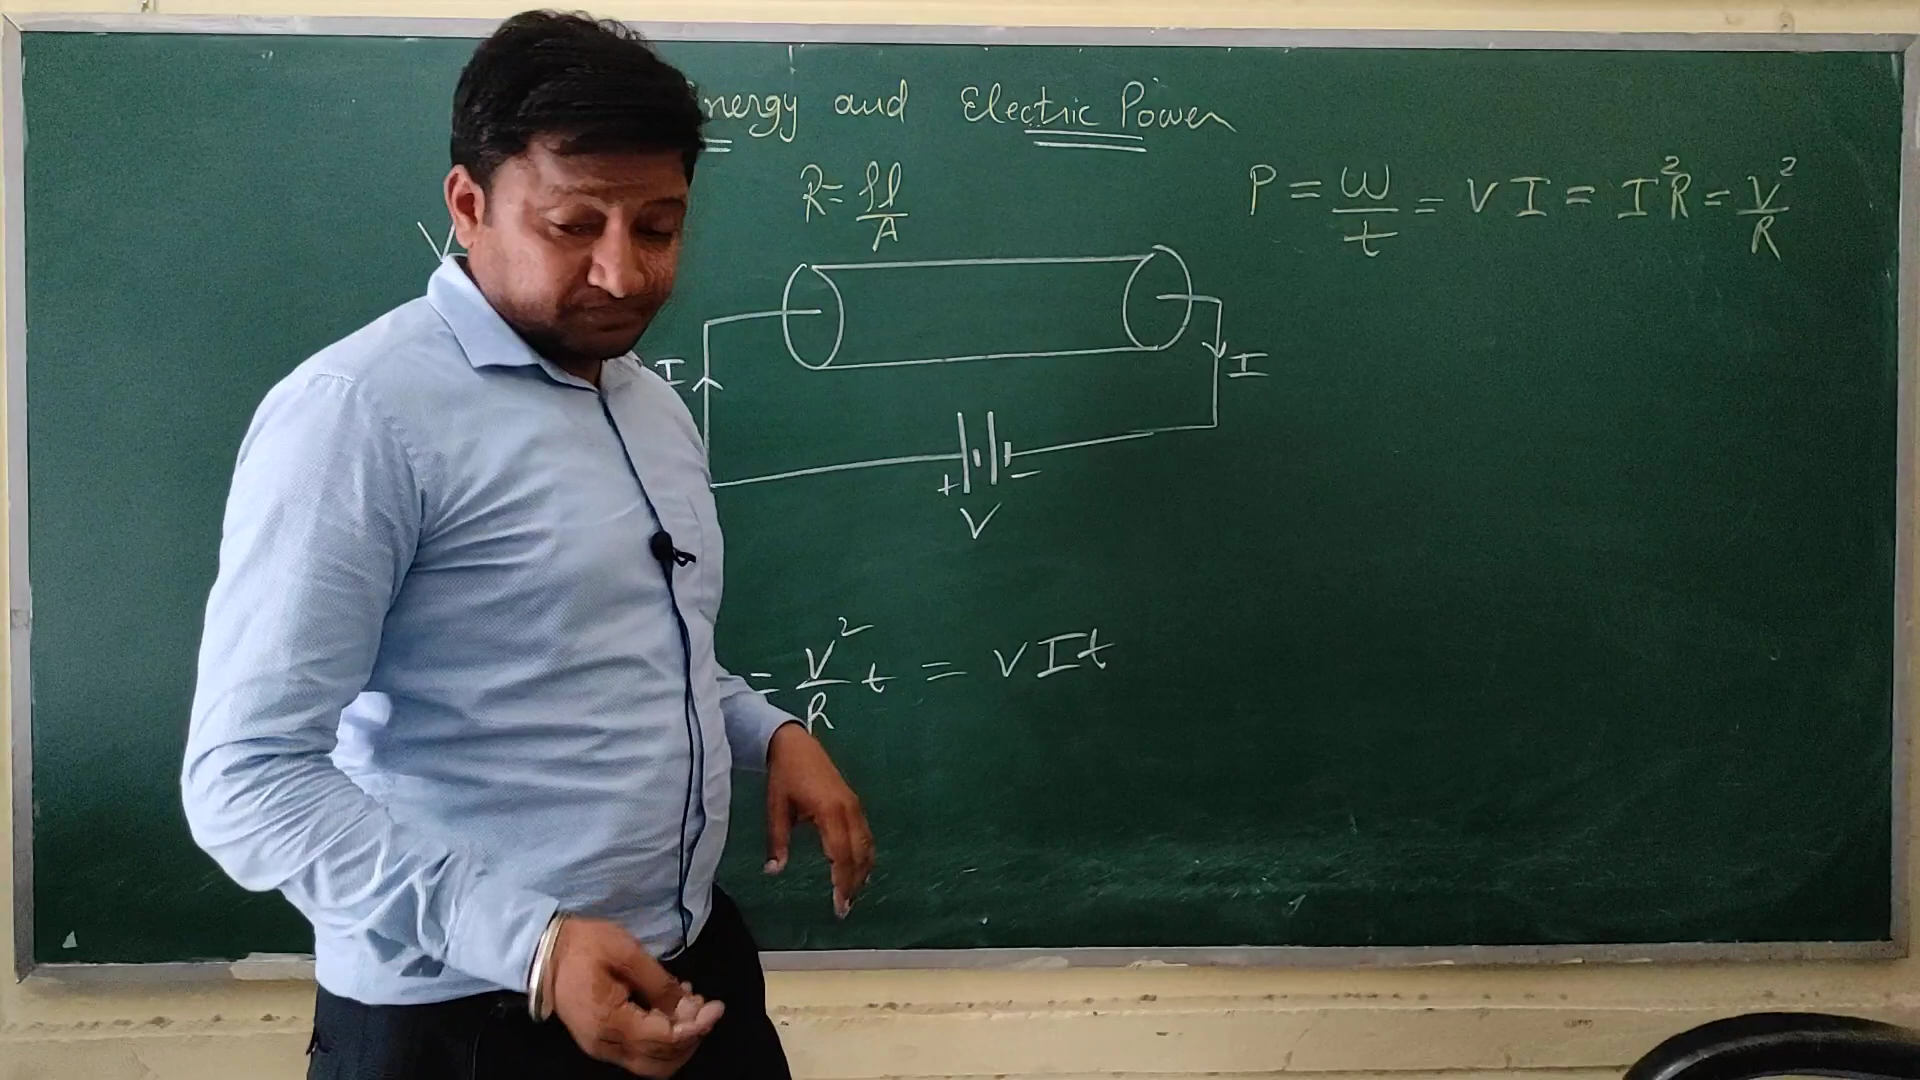 nergy and Electric Power
R = ρl/A
P = W/t = VI = I²R = V²/R
V
I
I
+ −
V
= V²/R t = VIt